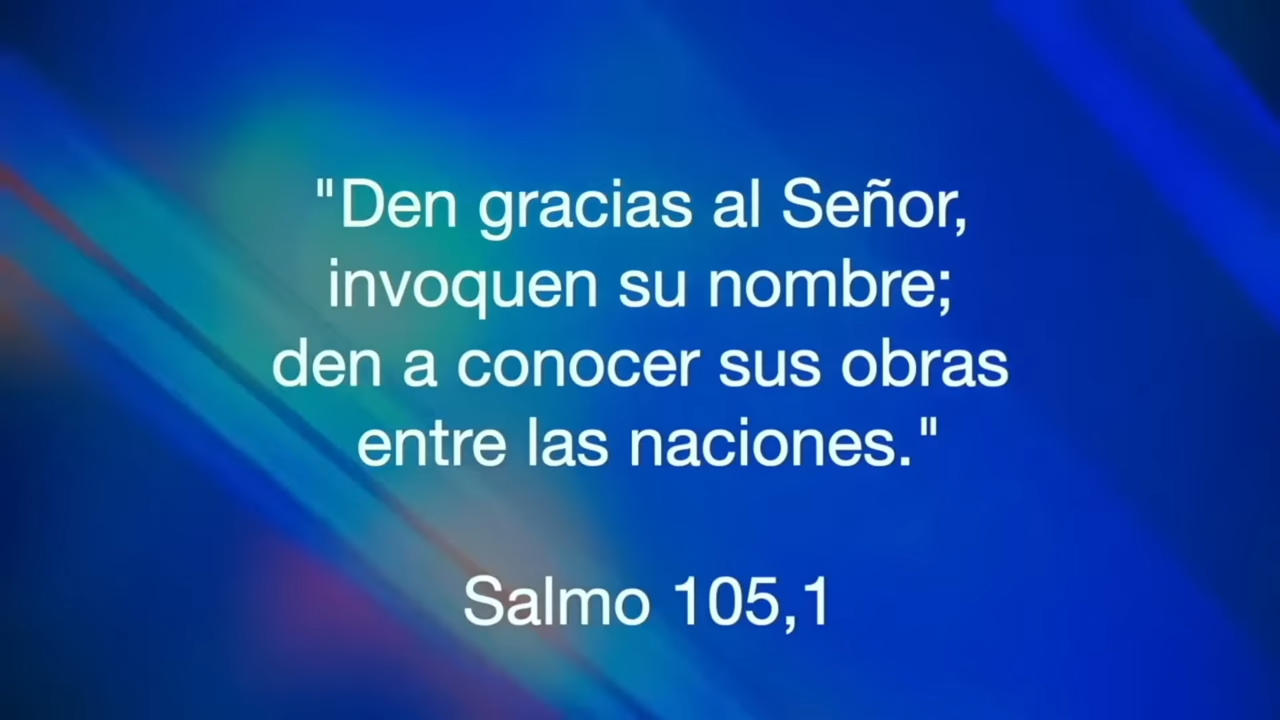 "Den gracias al Señor,
invoquen su nombre;
den a conocer sus obras
entre las naciones."
Salmo 105,1